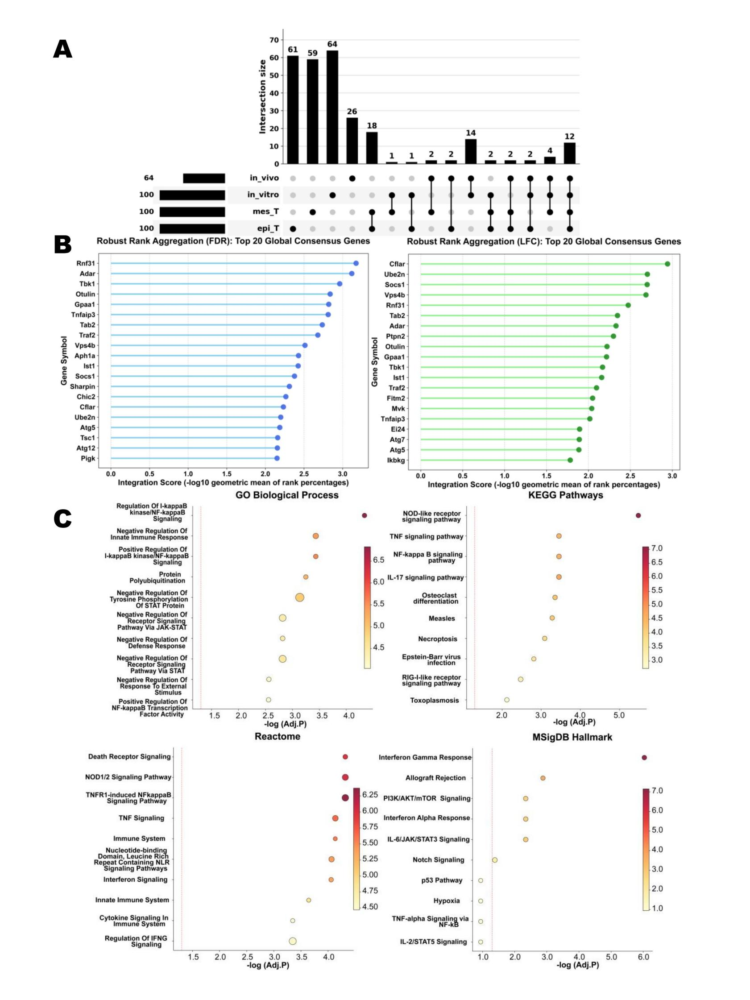 A
Intersection size
70
60
50
40
30
20
10
0
61
59
64
26
18
1
1
2
2
14
2
2
2
4
12
64
in_vivo
100
in_vitro
100
mes_T
100
epi_T
B
Robust Rank Aggregation (FDR): Top 20 Global Consensus Genes
Gene Symbol
Rnf31
Adar
Tbk1
Otulin
Gpaa1
Tnfaip3
Tab2
Traf2
Vps4b
Aph1a
Ist1
Socs1
Sharpin
Chic2
Cflar
Ube2n
Atg5
Tsc1
Atg12
Pigk
0.0 0.5 1.0 1.5 2.0 2.5 3.0
Integration Score (-log10 geometric mean of rank percentages)
Robust Rank Aggregation (LFC): Top 20 Global Consensus Genes
Gene Symbol
Cflar
Ube2n
Socs1
Vps4b
Rnf31
Tab2
Adar
Ptpn2
Otulin
Gpaa1
Tbk1
Ist1
Traf2
Fitm2
Mvk
Tnfaip3
Ei24
Atg7
Atg5
Ikbkg
0.0 0.5 1.0 1.5 2.0 2.5 3.0
Integration Score (-log10 geometric mean of rank percentages)
C
GO Biological Process
Regulation Of I-kappaB
kinase/NF-kappaB
Signaling
Negative Regulation Of
Innate Immune Response
Positive Regulation Of
I-kappaB kinase/NF-kappaB
Signaling
Protein
Polyubiquitination
Negative Regulation Of
Tyrosine Phosphorylation
Of STAT Protein
Negative Regulation Of
Receptor Signaling
Pathway Via JAK-STAT
Negative Regulation Of
Defense Response
Negative Regulation Of
Receptor Signaling
Pathway Via STAT
Negative Regulation Of
Response To External
Stimulus
Positive Regulation Of
NF-kappaB Transcription
Factor Activity
1.5 2.0 2.5 3.0 3.5 4.0
-log (Adj.P)
6.5
6.0
5.5
5.0
4.5
KEGG Pathways
NOD-like receptor
signaling pathway
TNF signaling pathway
NF-kappa B signaling
pathway
IL-17 signaling pathway
Osteoclast
differentiation
Measles
Necroptosis
Epstein-Barr virus
infection
RIG-I-like receptor
signaling pathway
Toxoplasmosis
2.0 3.0 4.0 5.0
-log (Adj.P)
7.0
6.5
6.0
5.5
5.0
4.5
4.0
3.5
3.0
Reactome
Death Receptor Signaling
NOD1/2 Signaling Pathway
TNFR1-induced NFkappaB
Signaling Pathway
TNF Signaling
Immune System
Nucleotide-binding
Domain, Leucine Rich
Repeat Containing NLR
Signaling Pathways
Interferon Signaling
Innate Immune System
Cytokine Signaling In
Immune System
Regulation Of IFNG
Signaling
1.5 2.0 2.5 3.0 3.5 4.0
-log (Adj.P)
6.25
6.00
5.75
5.50
5.25
5.00
4.75
4.50
MSigDB Hallmark
Interferon Gamma Response
Allograft Rejection
PI3K/AKT/mTOR Signaling
Interferon Alpha Response
IL-6/JAK/STAT3 Signaling
Notch Signaling
p53 Pathway
Hypoxia
TNF-alpha Signaling via
NF-kB
IL-2/STAT5 Signaling
1.0 2.0 3.0 4.0 5.0 6.0
-log (Adj.P)
7.0
6.0
5.0
4.0
3.0
2.0
1.0